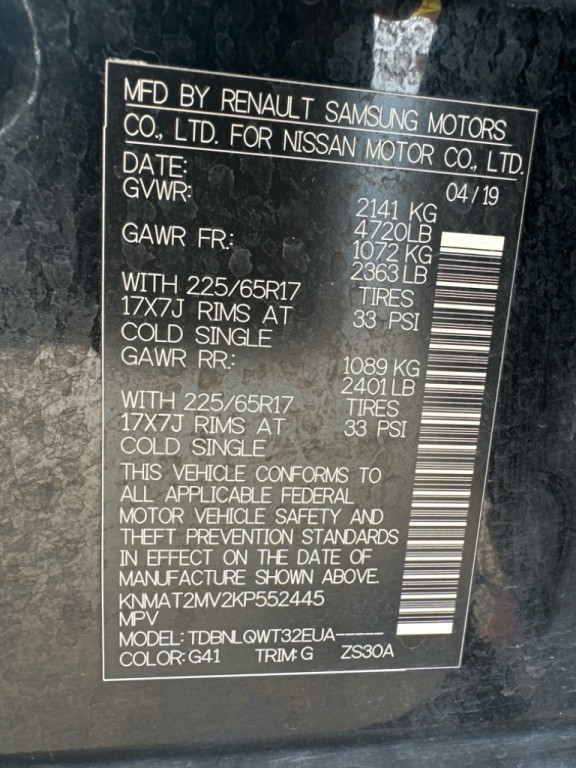 MFD BY RENAULT SAMSUNG MOTORS
CO., LTD. FOR NISSAN MOTOR CO., LTD.
DATE: 04/19
GVWR: 2141 KG
4720LB
GAWR FR.: 1072 KG
2363 LB
WITH 225/65R17 TIRES
17X7J RIMS AT 33 PSI
COLD SINGLE
GAWR RR.: 1089 KG
2401 LB
WITH 225/65R17 TIRES
17X7J RIMS AT 33 PSI
COLD SINGLE
THIS VEHICLE CONFORMS TO
ALL APPLICABLE FEDERAL
MOTOR VEHICLE SAFETY AND
THEFT PREVENTION STANDARDS
IN EFFECT ON THE DATE OF
MANUFACTURE SHOWN ABOVE.
KNMAT2MV2KP552445
MPV
MODEL: TDBNLQWT32EUA-----
COLOR: G41 TRIM: G ZS30A